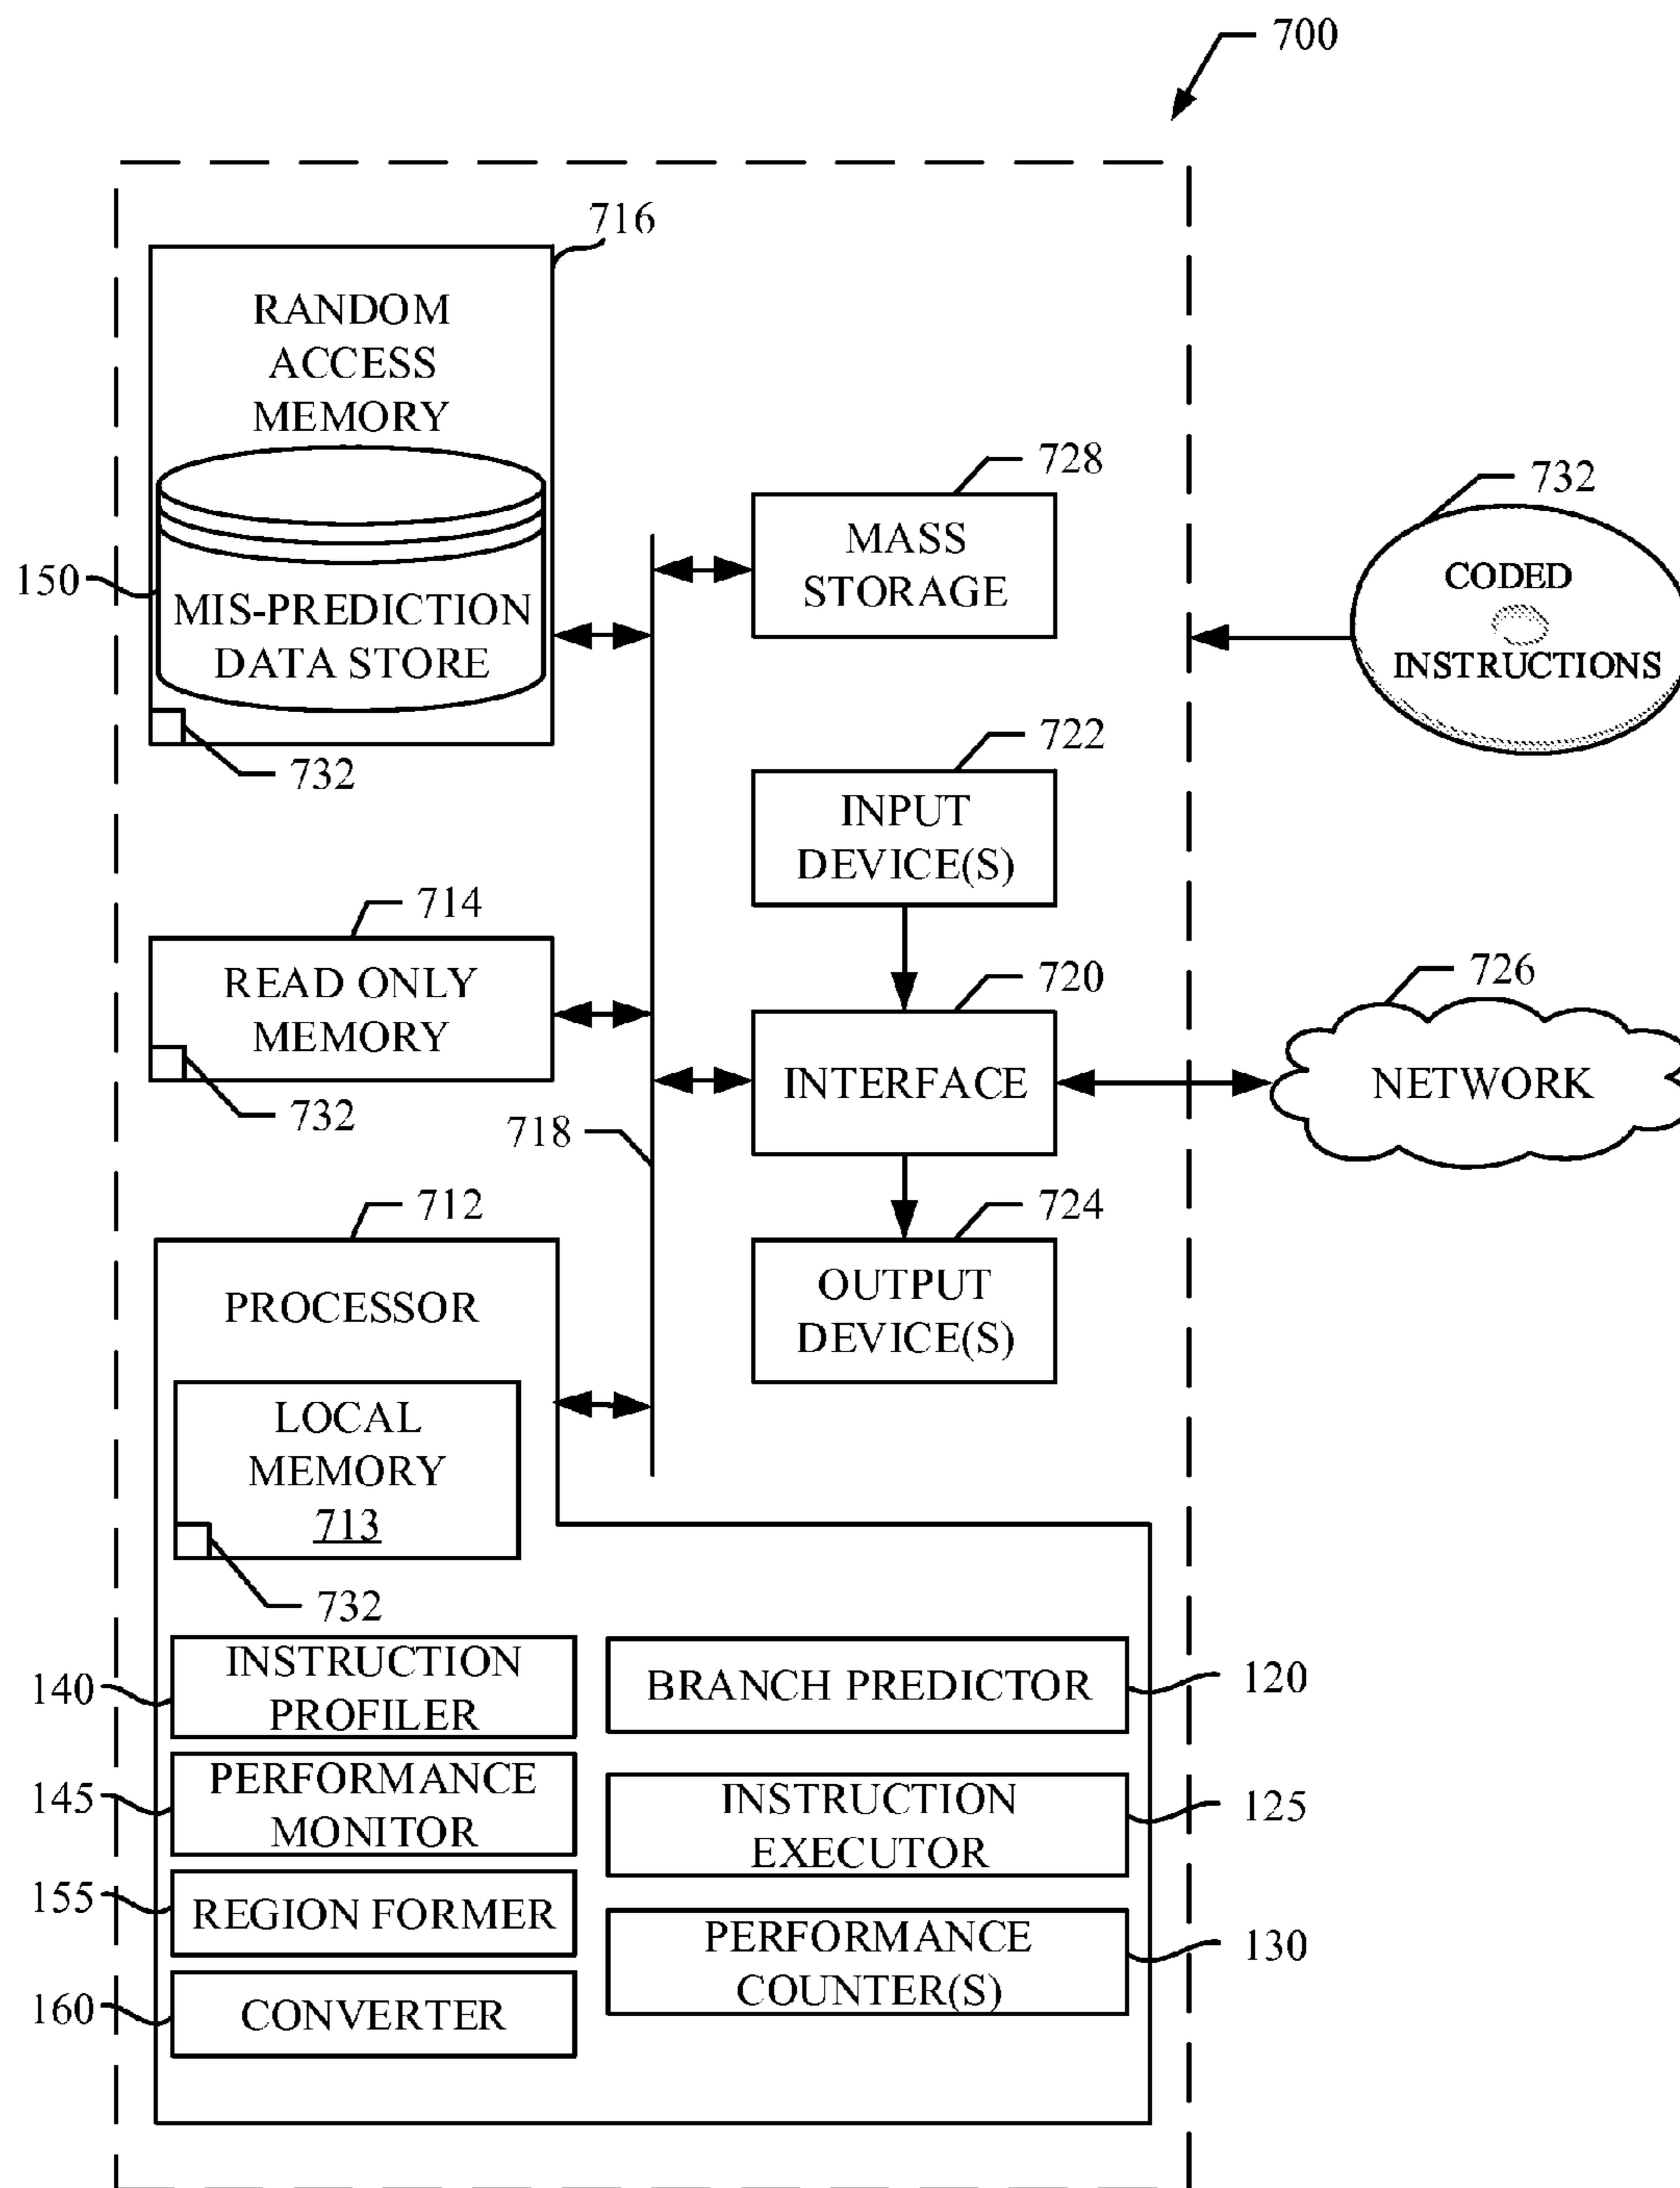 700
716
RANDOM
ACCESS
MEMORY
150
MIS-PREDICTION
DATA STORE
732
728
MASS
STORAGE
732
CODED
INSTRUCTIONS
722
INPUT
DEVICE(S)
714
READ ONLY
MEMORY
732
720
INTERFACE
726
NETWORK
718
724
OUTPUT
DEVICE(S)
712
PROCESSOR
LOCAL
MEMORY
713
732
140
INSTRUCTION
PROFILER
BRANCH PREDICTOR
120
145
PERFORMANCE
MONITOR
INSTRUCTION
EXECUTOR
125
155
REGION FORMER
PERFORMANCE
COUNTER(S)
130
160
CONVERTER